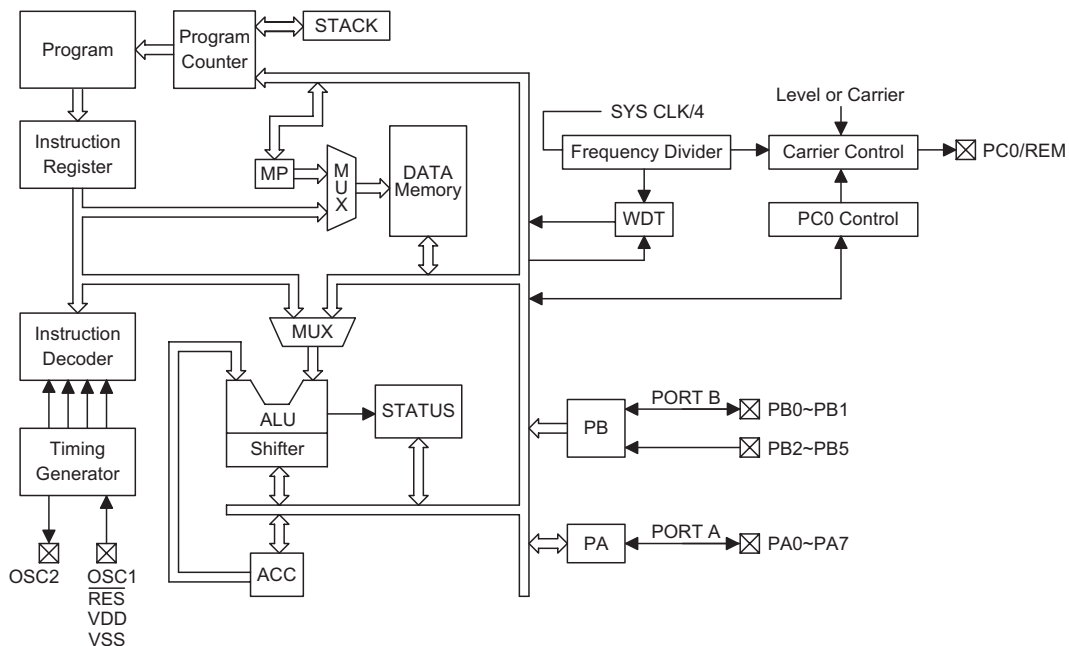 Program
Program
Counter
STACK
Instruction
Register
MP
M
U
X
DATA
Memory
SYS CLK/4
Frequency Divider
Level or Carrier
Carrier Control
PC0/REM
WDT
PC0 Control
Instruction
Decoder
MUX
ALU
Shifter
STATUS
Timing
Generator
PB
PORT B
PB0~PB1
PB2~PB5
PA
PORT A
PA0~PA7
ACC
OSC2
OSC1
RES
VDD
VSS